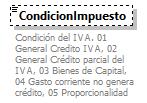 CondicionImpuesto
Condición del IVA. 01
General Credito IVA, 02
General Crédito parcial del
IVA, 03 Bienes de Capital,
04 Gasto corriente no genera
crédito, 05 Proporcionalidad